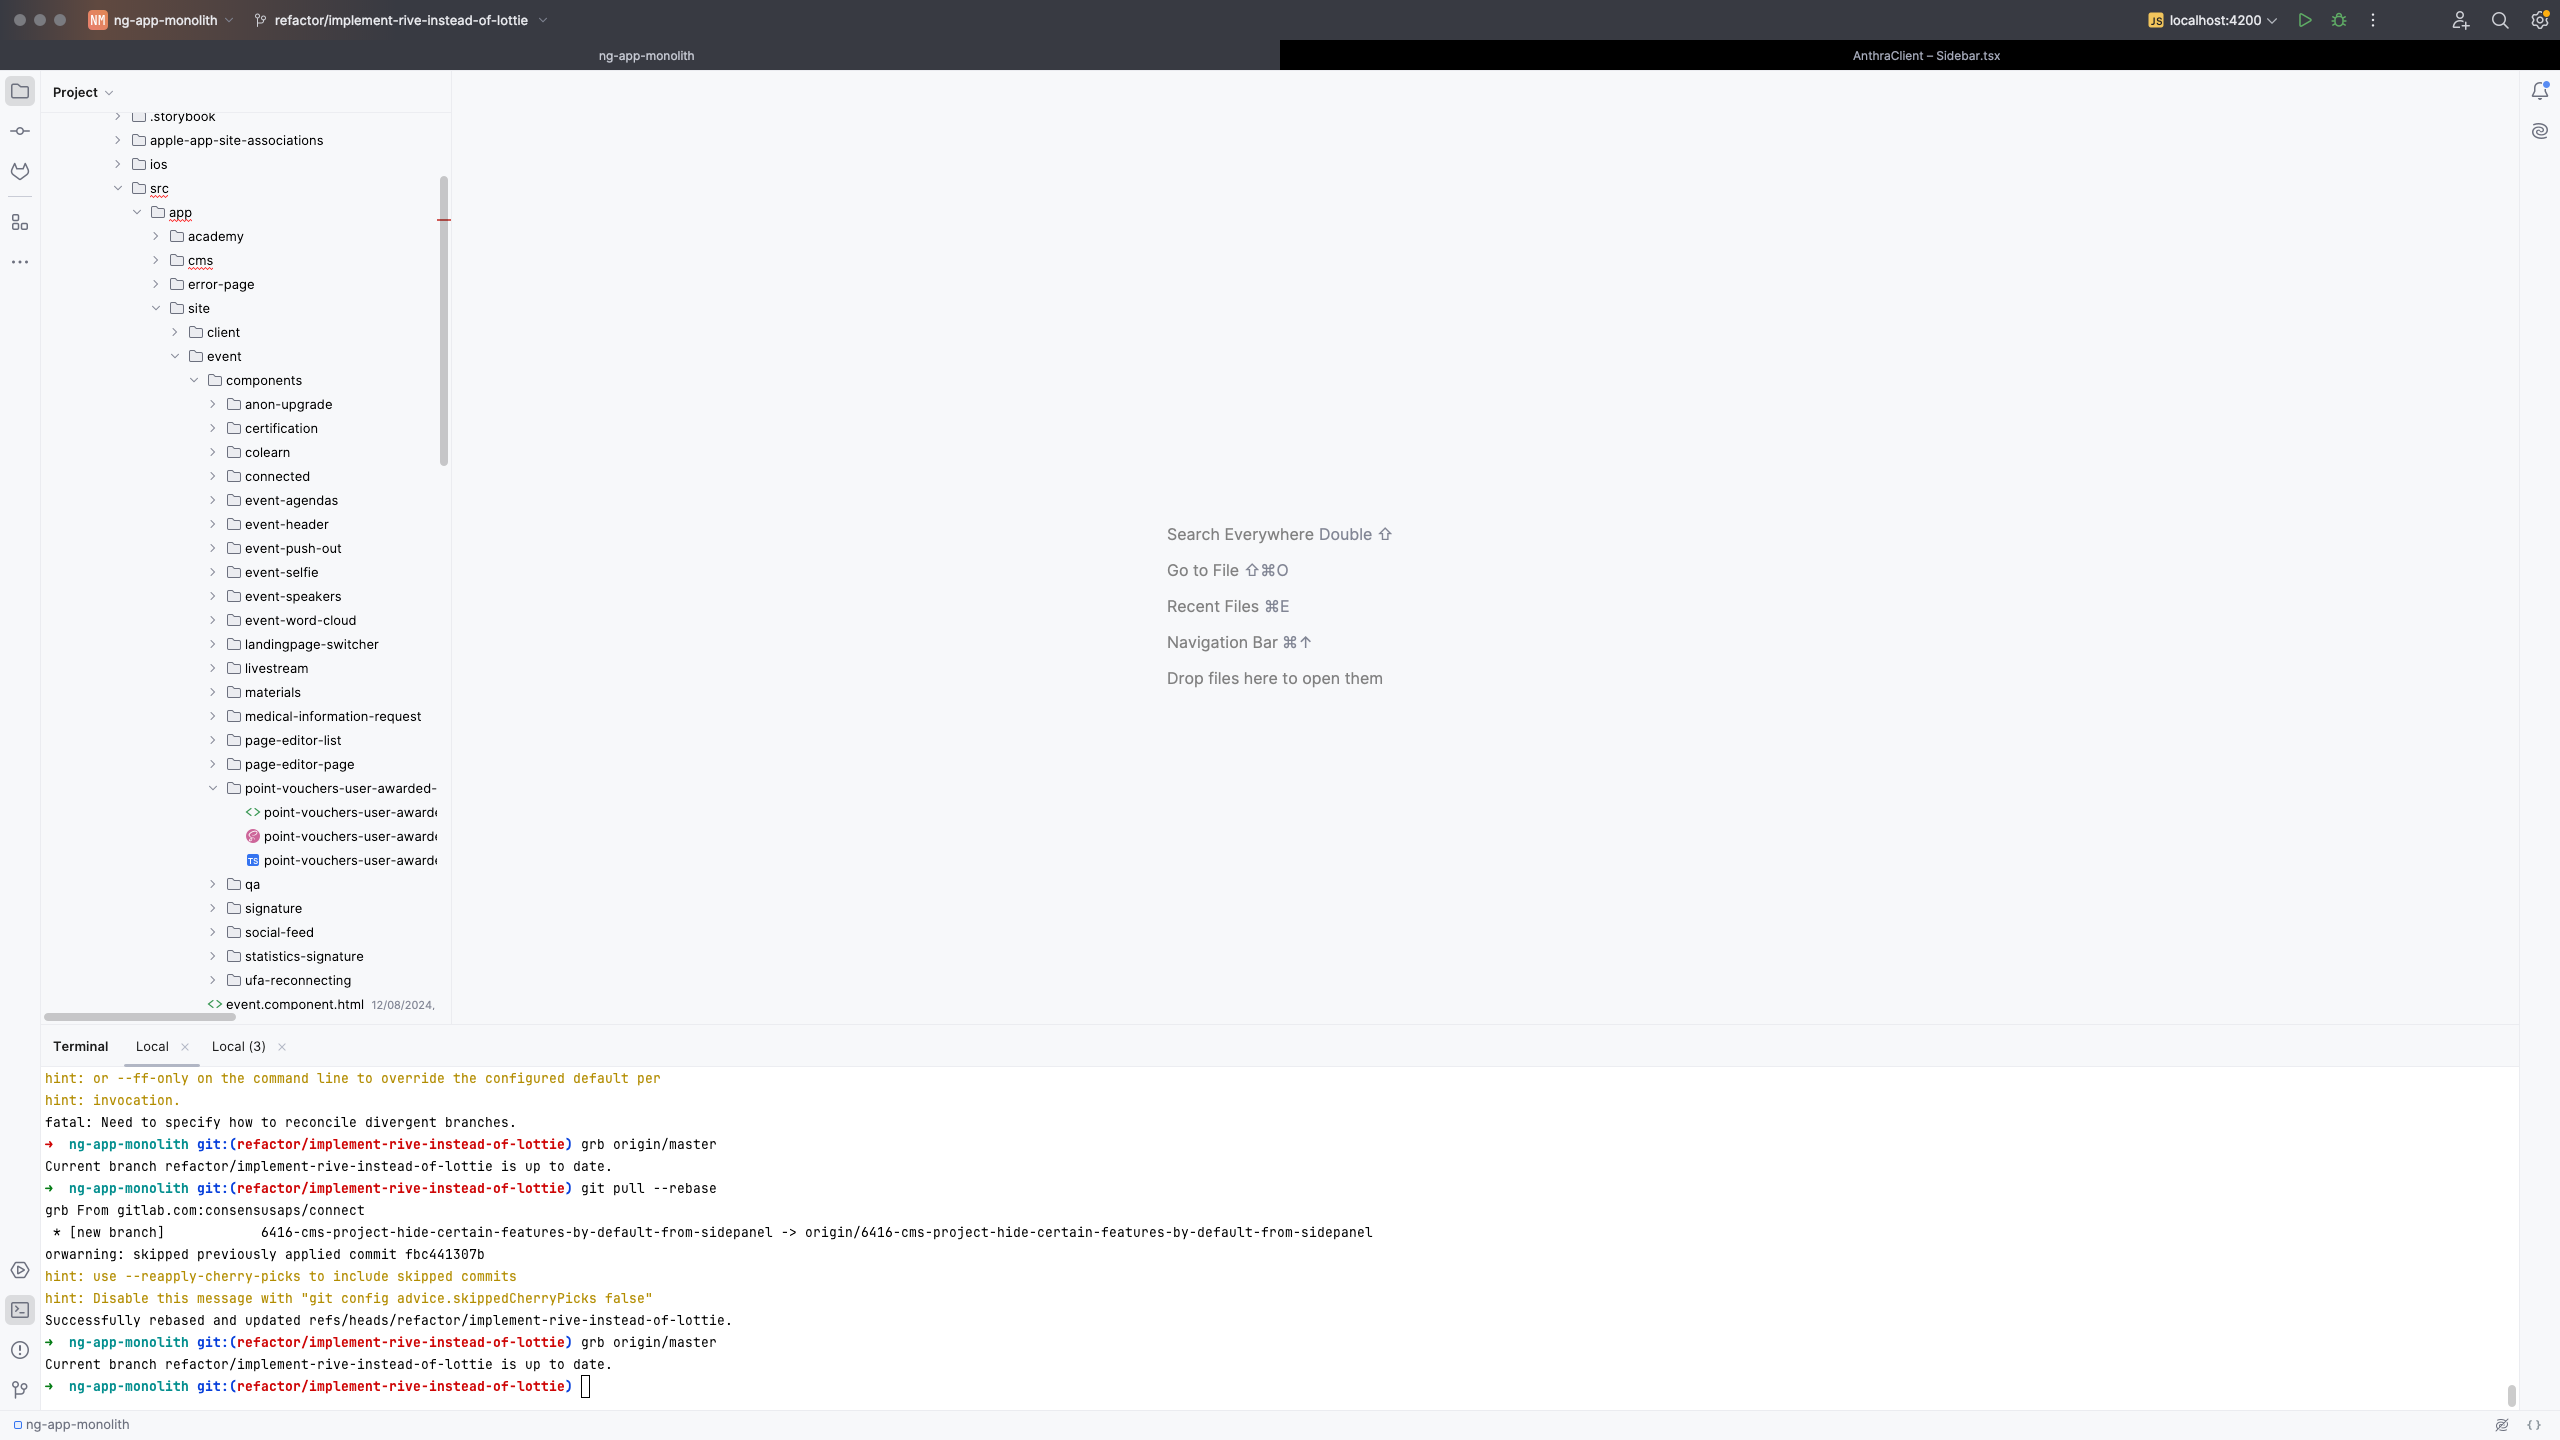 NM ng-app-monolith refactor/implement-rive-instead-of-lottie JS localhost:4200
ng-app-monolith AnthraClient – Sidebar.tsx
Project
.storybook
apple-app-site-associations
ios
src
app
academy
cms
error-page
site
client
event
components
anon-upgrade
certification
colearn
connected
event-agendas
event-header
event-push-out
event-selfie
event-speakers
event-word-cloud
landingpage-switcher
livestream
materials
medical-information-request
page-editor-list
page-editor-page
point-vouchers-user-awarded-
point-vouchers-user-awarde
point-vouchers-user-awarde
TS point-vouchers-user-awarde
qa
signature
social-feed
statistics-signature
ufa-reconnecting
event.component.html 12/08/2024,
Search Everywhere Double ⇧
Go to File ⇧⌘O
Recent Files ⌘E
Navigation Bar ⌘↑
Drop files here to open them
Terminal Local × Local (3) ×
hint: or --ff-only on the command line to override the configured default per
hint: invocation.
fatal: Need to specify how to reconcile divergent branches.
→ ng-app-monolith git:(refactor/implement-rive-instead-of-lottie) grb origin/master
Current branch refactor/implement-rive-instead-of-lottie is up to date.
→ ng-app-monolith git:(refactor/implement-rive-instead-of-lottie) git pull --rebase
grb From gitlab.com:consensusaps/connect
* [new branch] 6416-cms-project-hide-certain-features-by-default-from-sidepanel -> origin/6416-cms-project-hide-certain-features-by-default-from-sidepanel
orwarning: skipped previously applied commit fbc441307b
hint: use --reapply-cherry-picks to include skipped commits
hint: Disable this message with "git config advice.skippedCherryPicks false"
Successfully rebased and updated refs/heads/refactor/implement-rive-instead-of-lottie.
→ ng-app-monolith git:(refactor/implement-rive-instead-of-lottie) grb origin/master
Current branch refactor/implement-rive-instead-of-lottie is up to date.
→ ng-app-monolith git:(refactor/implement-rive-instead-of-lottie)
ng-app-monolith